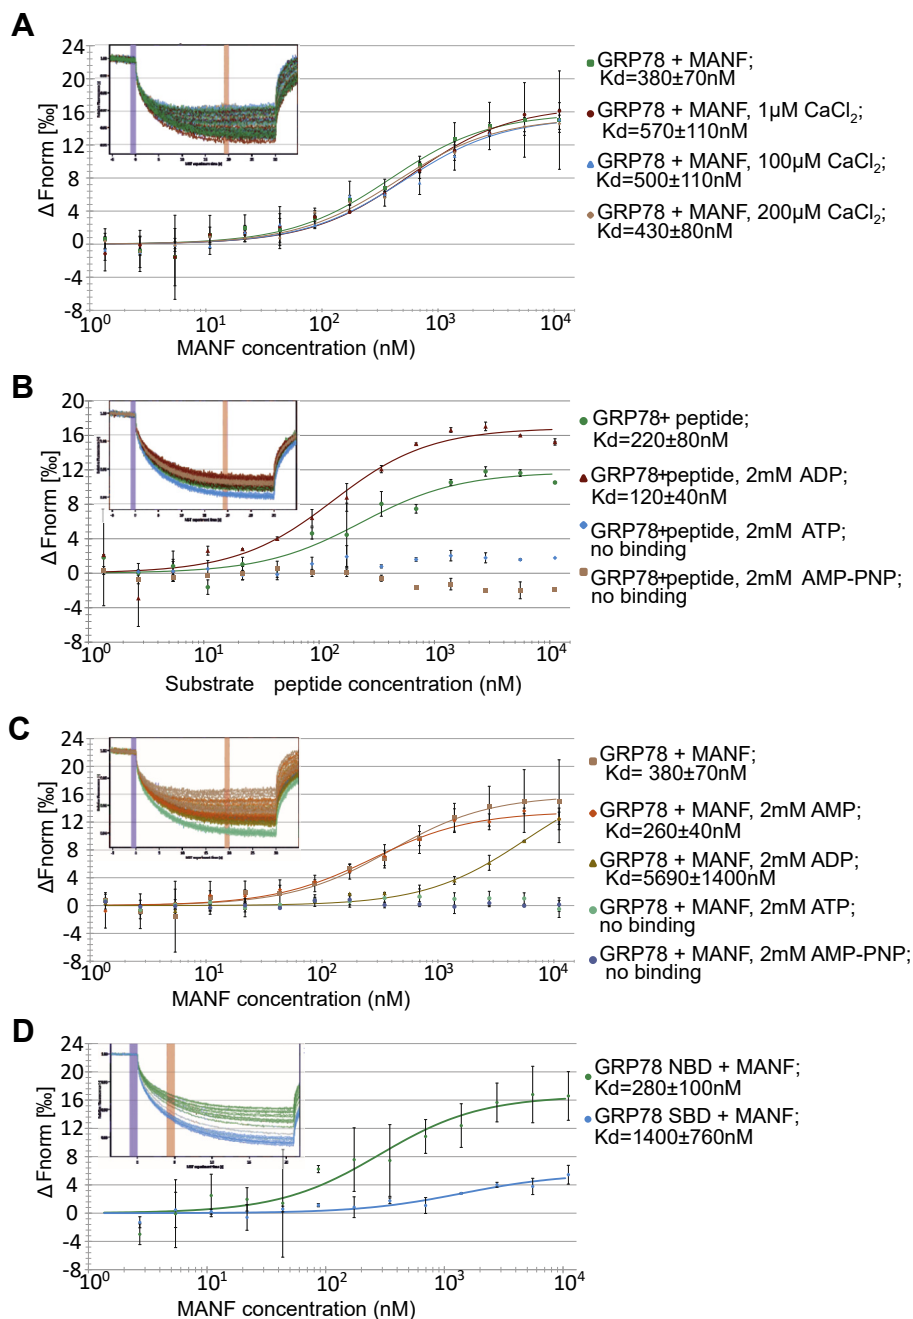 A
24
20
16
12
8
4
0
-4
-8
ΔFnorm [‰]
10⁰ 10¹ 10² 10³ 10⁴
MANF concentration (nM)
GRP78 + MANF;
Kd=380±70nM
GRP78 + MANF, 1µM CaCl₂;
Kd=570±110nM
GRP78 + MANF, 100µM CaCl₂;
Kd=500±110nM
GRP78 + MANF, 200µM CaCl₂;
Kd=430±80nM
B
20
16
12
8
4
0
-4
-8
ΔFnorm [‰]
10⁰ 10¹ 10² 10³ 10⁴
Substrate peptide concentration (nM)
GRP78+ peptide;
Kd=220±80nM
GRP78+peptide, 2mM ADP;
Kd=120±40nM
GRP78+peptide, 2mM ATP;
no binding
GRP78+peptide, 2mM AMP-PNP;
no binding
C
24
20
16
12
8
4
0
-4
-8
ΔFnorm [‰]
10⁰ 10¹ 10² 10³ 10⁴
MANF concentration (nM)
GRP78 + MANF;
Kd= 380±70nM
GRP78 + MANF, 2mM AMP;
Kd=260±40nM
GRP78 + MANF, 2mM ADP;
Kd=5690±1400nM
GRP78 + MANF, 2mM ATP;
no binding
GRP78 + MANF, 2mM AMP-PNP;
no binding
D
24
20
16
12
8
4
0
-4
-8
ΔFnorm [‰]
10⁰ 10¹ 10² 10³ 10⁴
MANF concentration (nM)
GRP78 NBD + MANF;
Kd=280±100nM
GRP78 SBD + MANF;
Kd=1400±760nM